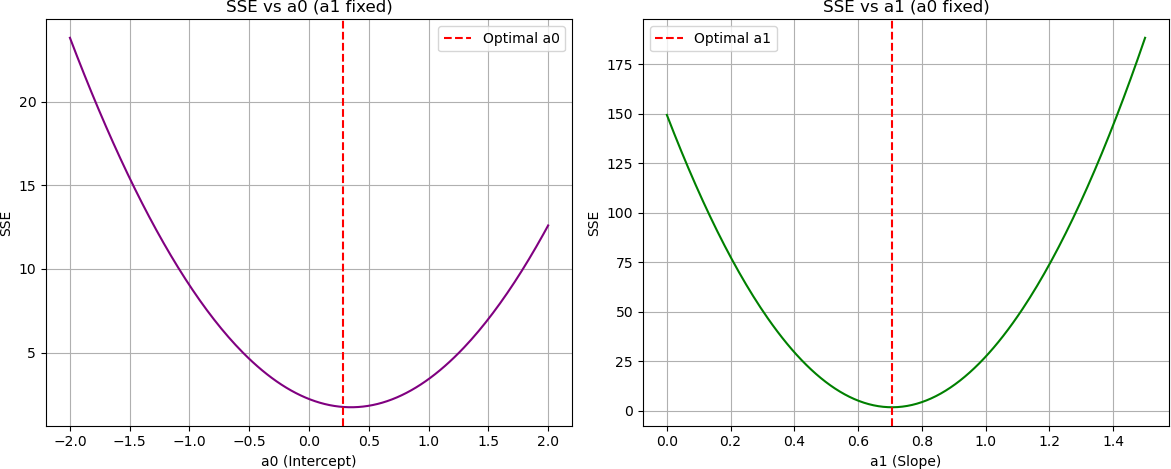 SSE vs a0 (a1 fixed)
Optimal a0
SSE
20
15
10
5
−2.0 −1.5 −1.0 −0.5 0.0 0.5 1.0 1.5 2.0
a0 (Intercept)
SSE vs a1 (a0 fixed)
Optimal a1
SSE
175
150
125
100
75
50
25
0
0.0 0.2 0.4 0.6 0.8 1.0 1.2 1.4
a1 (Slope)